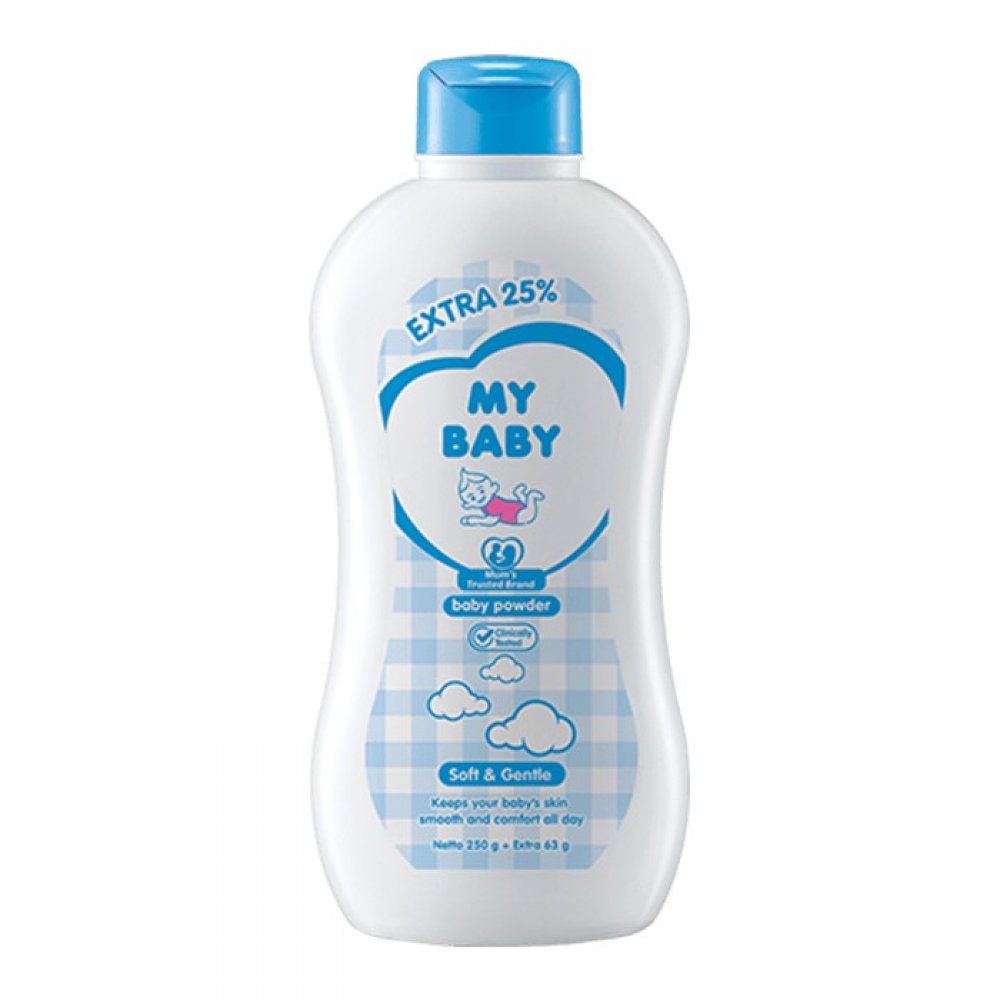 EXTRA 25%
MY
BABY
Mum's
Trusted Brand
baby powder
Clinically
Tested
Soft & Gentle
Keeps your baby's skin
smooth and comfort all day
Netto 250 g + Extra 63 g